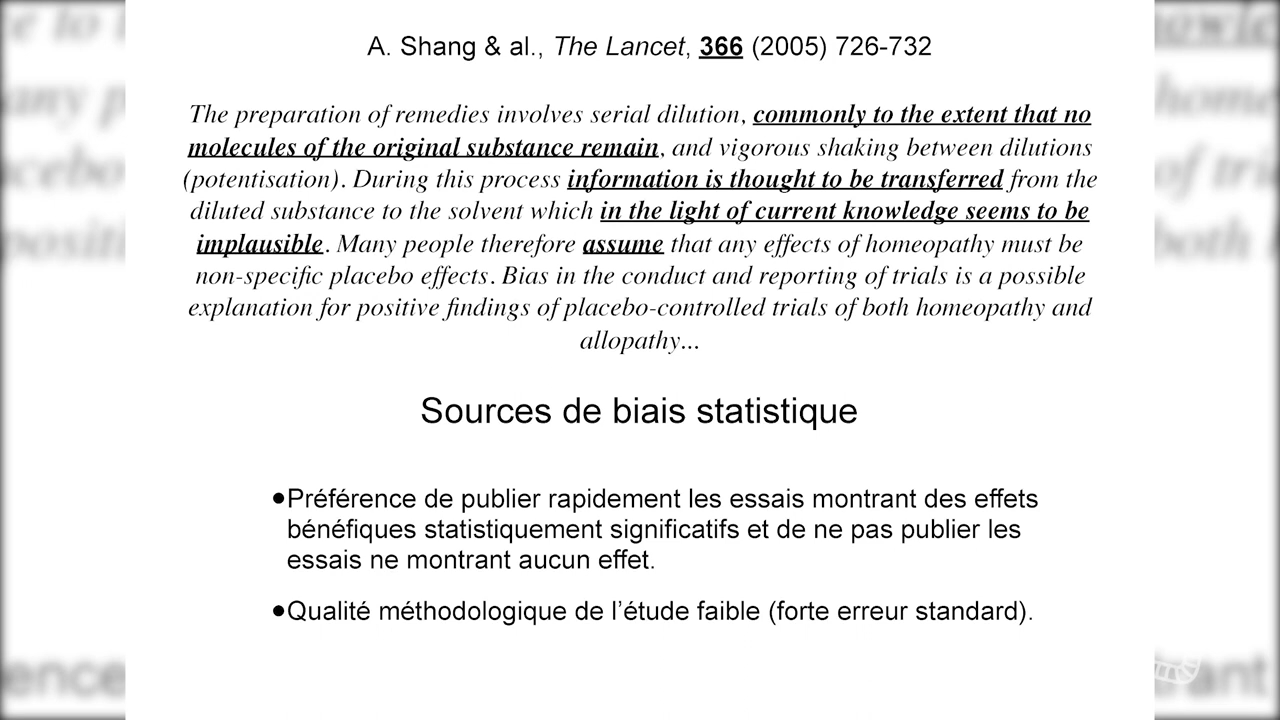 A. Shang & al., The Lancet, 366 (2005) 726-732
The preparation of remedies involves serial dilution, commonly to the extent that no
molecules of the original substance remain, and vigorous shaking between dilutions
(potentisation). During this process information is thought to be transferred from the
diluted substance to the solvent which in the light of current knowledge seems to be
implausible. Many people therefore assume that any effects of homeopathy must be
non-specific placebo effects. Bias in the conduct and reporting of trials is a possible
explanation for positive findings of placebo-controlled trials of both homeopathy and
allopathy...
Sources de biais statistique
●Préférence de publier rapidement les essais montrant des effets
bénéfiques statistiquement significatifs et de ne pas publier les
essais ne montrant aucun effet.
●Qualité méthodologique de l’étude faible (forte erreur standard).